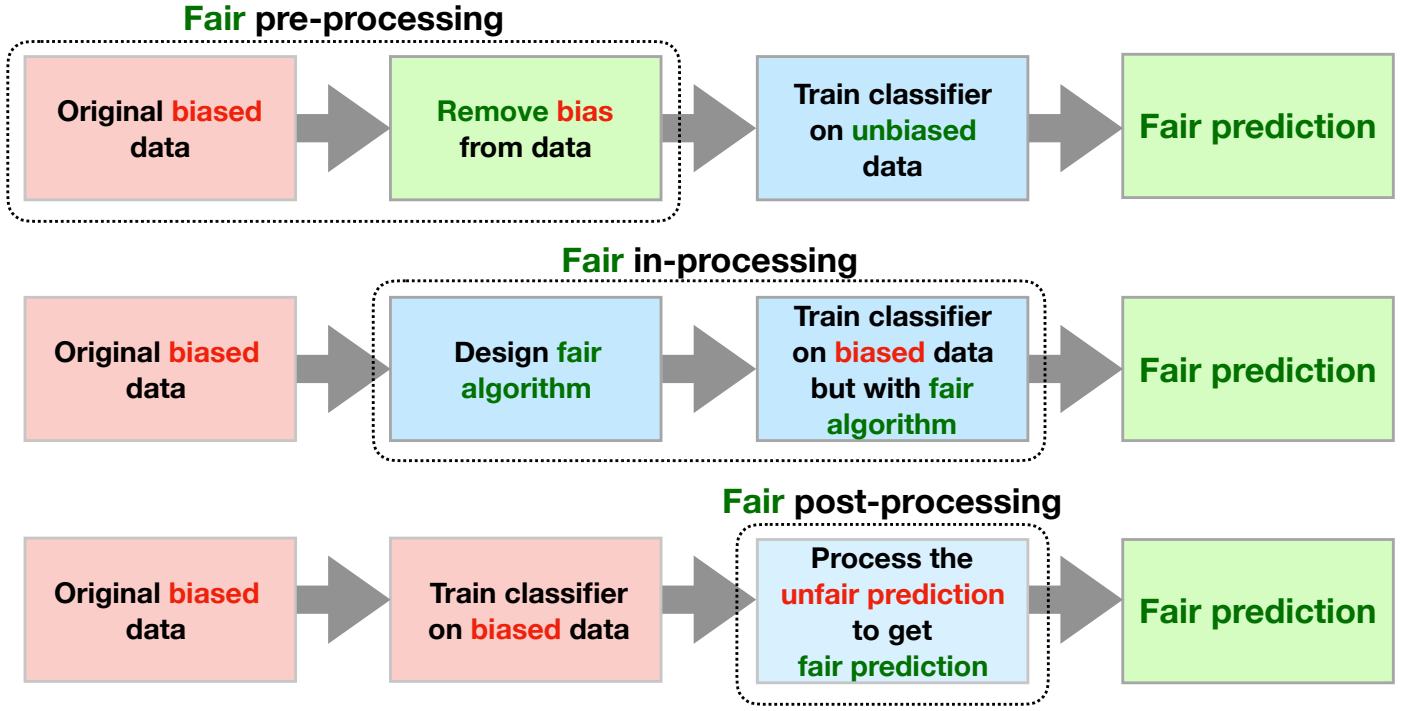 Fair pre-processing
Original biased
data
Remove bias
from data
Train classifier
on unbiased
data
Fair prediction
Fair in-processing
Original biased
data
Design fair
algorithm
Train classifier
on biased data
but with fair
algorithm
Fair prediction
Fair post-processing
Original biased
data
Train classifier
on biased data
Process the
unfair prediction
to get
fair prediction
Fair prediction